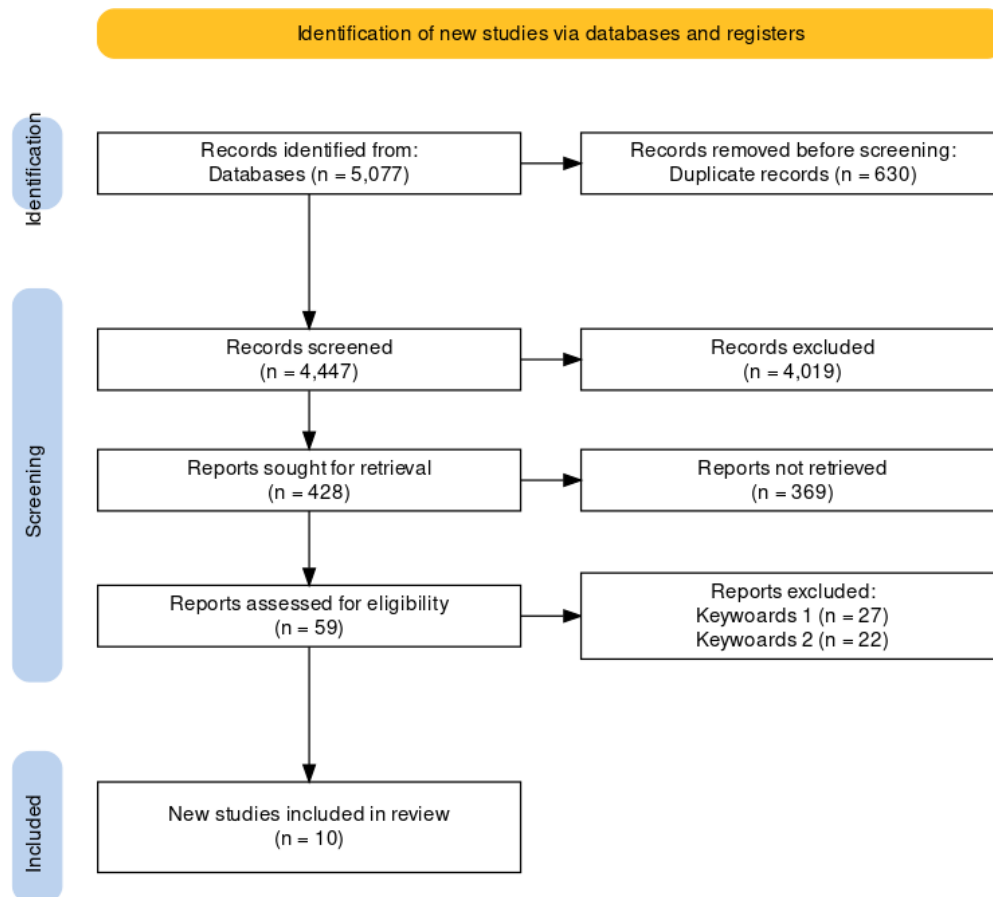 Identification of new studies via databases and registers
Identification
Records identified from:
Databases (n = 5,077)
Records removed before screening:
Duplicate records (n = 630)
Screening
Records screened
(n = 4,447)
Records excluded
(n = 4,019)
Reports sought for retrieval
(n = 428)
Reports not retrieved
(n = 369)
Reports assessed for eligibility
(n = 59)
Reports excluded:
Keywoards 1 (n = 27)
Keywoards 2 (n = 22)
Included
New studies included in review
(n = 10)